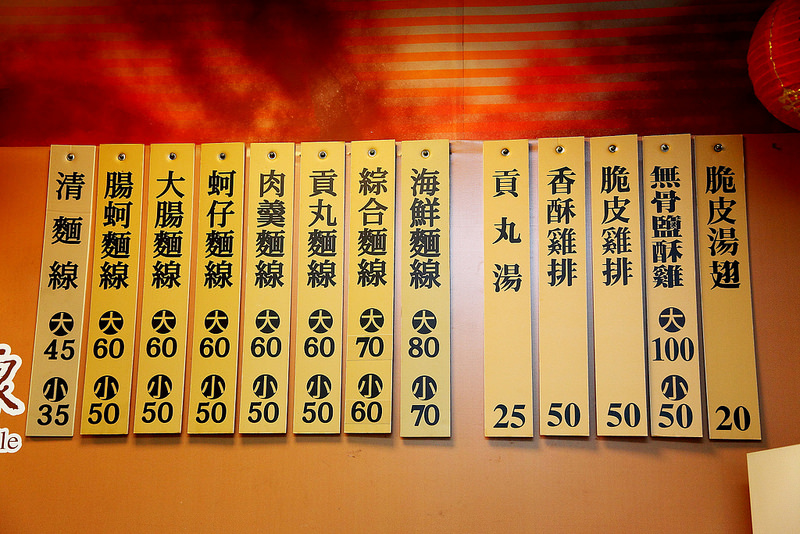 清麵線 大 45 小 35
腸蚵麵線 大 60 小 50
大腸麵線 大 60 小 50
蚵仔麵線 大 60 小 50
肉羹麵線 大 60 小 50
貢丸麵線 大 60 小 50
綜合麵線 大 70 小 60
海鮮麵線 大 80 小 70
貢丸湯 25
香酥雞排 50
脆皮雞排 50
無骨鹽酥雞 大 100 小 50
脆皮湯翅 20
le